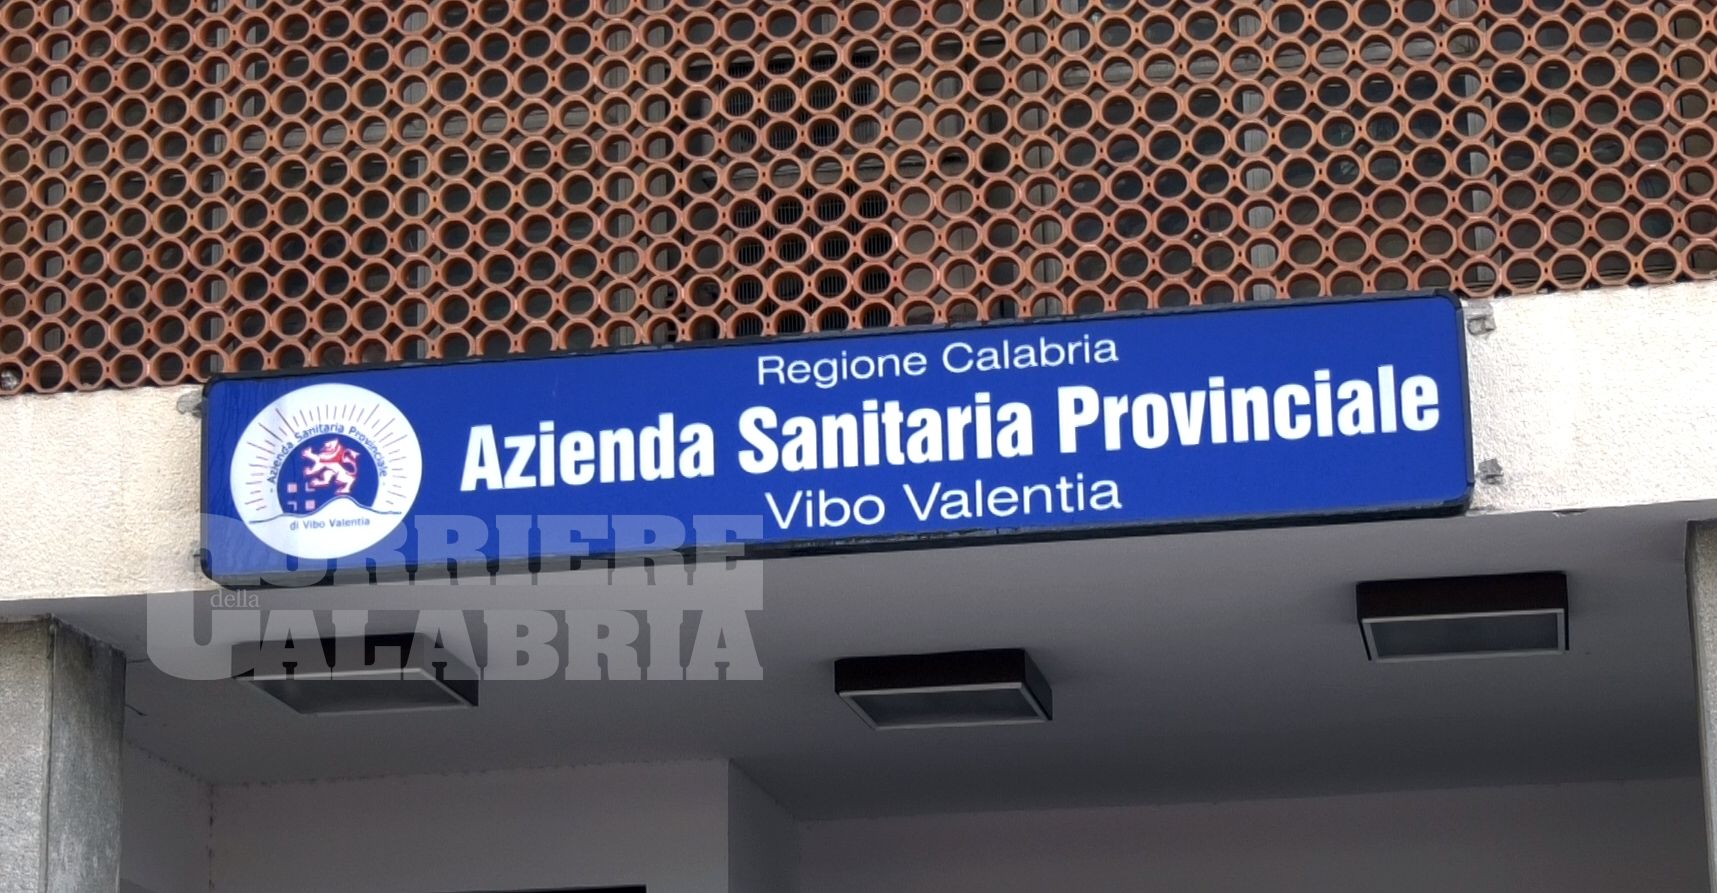 Regione Calabria
Azienda Sanitaria Provinciale
Vibo Valentia
Azienda Sanitaria Provinciale
di Vibo Valentia
CORRIERE
della
CALABRIA